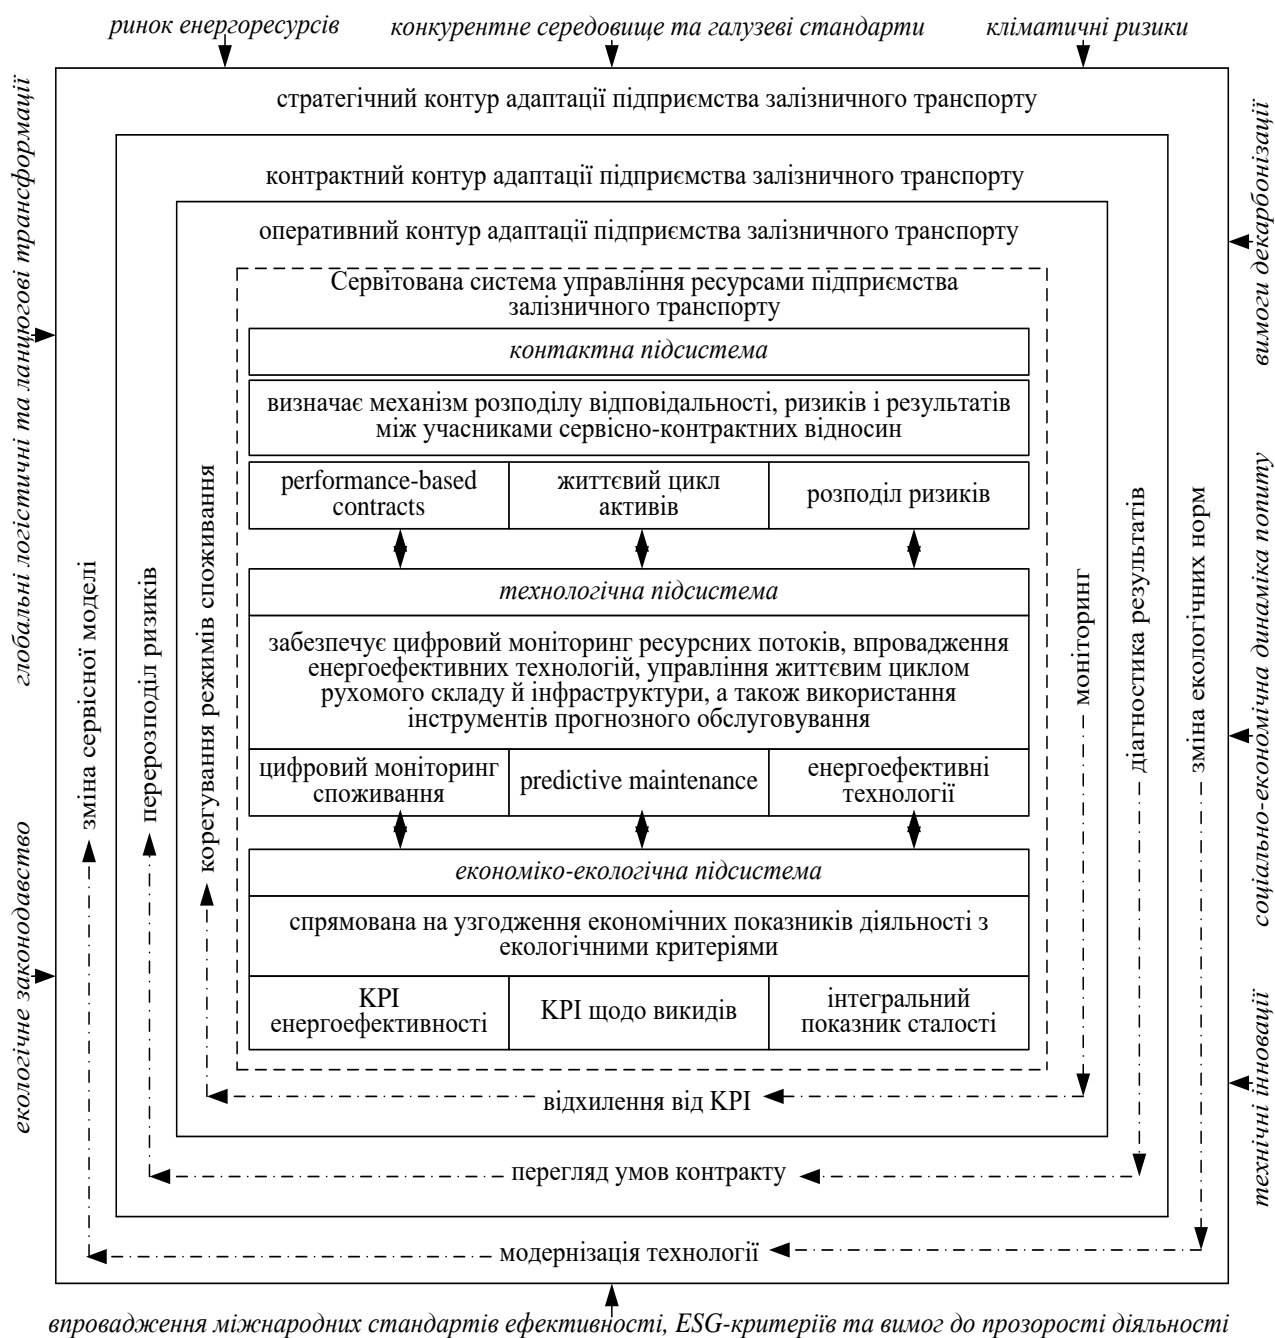 ринок енергоресурсів
конкурентне середовище та галузеві стандарти
кліматичні ризики
стратегічний контур адаптації підприємства залізничного транспорту
контрактний контур адаптації підприємства залізничного транспорту
оперативний контур адаптації підприємства залізничного транспорту
Сервітована система управління ресурсами підприємства
залізничного транспорту
контактна підсистема
визначає механізм розподілу відповідальності, ризиків і результатів
між учасниками сервісно-контрактних відносин
performance-based
contracts
життєвий цикл
активів
розподіл ризиків
технологічна підсистема
забезпечує цифровий моніторинг ресурсних потоків, впровадження
енергоефективних технологій, управління життєвим циклом
рухомого складу й інфраструктури, а також використання
інструментів прогнозного обслуговування
цифровий моніторинг
споживання
predictive maintenance
енергоефективні
технології
економіко-екологічна підсистема
спрямована на узгодження економічних показників діяльності з
екологічними критеріями
KPI
енергоефективності
KPI щодо викидів
інтегральний
показник сталості
глобальні логістичні та ланцюгові трансформації
екологічне законодавство
зміна сервісної моделі
перерозподіл ризиків
корегування режимів споживання
моніторинг
діагностика результатів
зміна екологічних норм
вимоги декарбонізації
соціально-економічна динаміка попиту
технічні інновації
відхилення від KPI
перегляд умов контракту
модернізація технології
впровадження міжнародних стандартів ефективності, ESG-критеріїв та вимог до прозорості діяльності